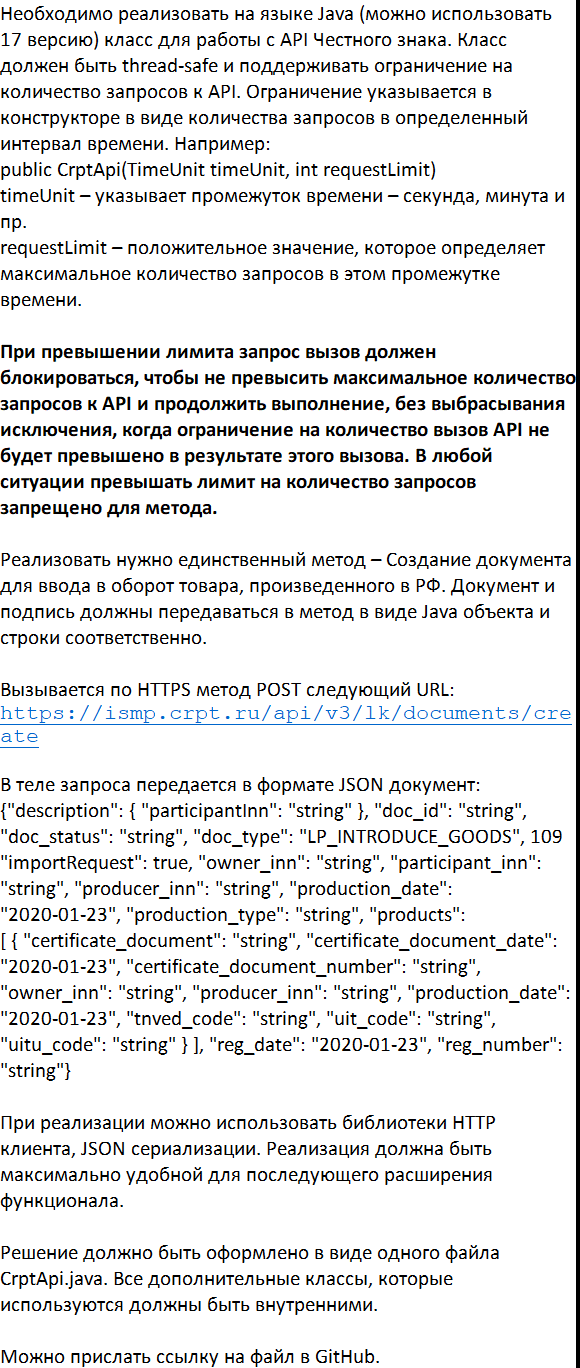 Необходимо реализовать на языке Java (можно использовать
17 версию) класс для работы с API Честного знака. Класс
должен быть thread-safe и поддерживать ограничение на
количество запросов к API. Ограничение указывается в
конструкторе в виде количества запросов в определенный
интервал времени. Например:
public CrptApi(TimeUnit timeUnit, int requestLimit)
timeUnit – указывает промежуток времени – секунда, минута и
пр.
requestLimit – положительное значение, которое определяет
максимальное количество запросов в этом промежутке
времени.
При превышении лимита запрос вызов должен
блокироваться, чтобы не превысить максимальное количество
запросов к API и продолжить выполнение, без выбрасывания
исключения, когда ограничение на количество вызов API не
будет превышено в результате этого вызова. В любой
ситуации превышать лимит на количество запросов
запрещено для метода.
Реализовать нужно единственный метод – Создание документа
для ввода в оборот товара, произведенного в РФ. Документ и
подпись должны передаваться в метод в виде Java объекта и
строки соответственно.
Вызывается по HTTPS метод POST следующий URL:
https://ismp.crpt.ru/api/v3/lk/documents/cre
ate
В теле запроса передается в формате JSON документ:
{"description": { "participantInn": "string" }, "doc_id": "string",
"doc_status": "string", "doc_type": "LP_INTRODUCE_GOODS", 109
"importRequest": true, "owner_inn": "string", "participant_inn":
"string", "producer_inn": "string", "production_date":
"2020-01-23", "production_type": "string", "products":
[ { "certificate_document": "string", "certificate_document_date":
"2020-01-23", "certificate_document_number": "string",
"owner_inn": "string", "producer_inn": "string", "production_date":
"2020-01-23", "tnved_code": "string", "uit_code": "string",
"uitu_code": "string" } ], "reg_date": "2020-01-23", "reg_number":
"string"}
При реализации можно использовать библиотеки HTTP
клиента, JSON сериализации. Реализация должна быть
максимально удобной для последующего расширения
функционала.
Решение должно быть оформлено в виде одного файла
CrptApi.java. Все дополнительные классы, которые
используются должны быть внутренними.
Можно прислать ссылку на файл в GitHub.